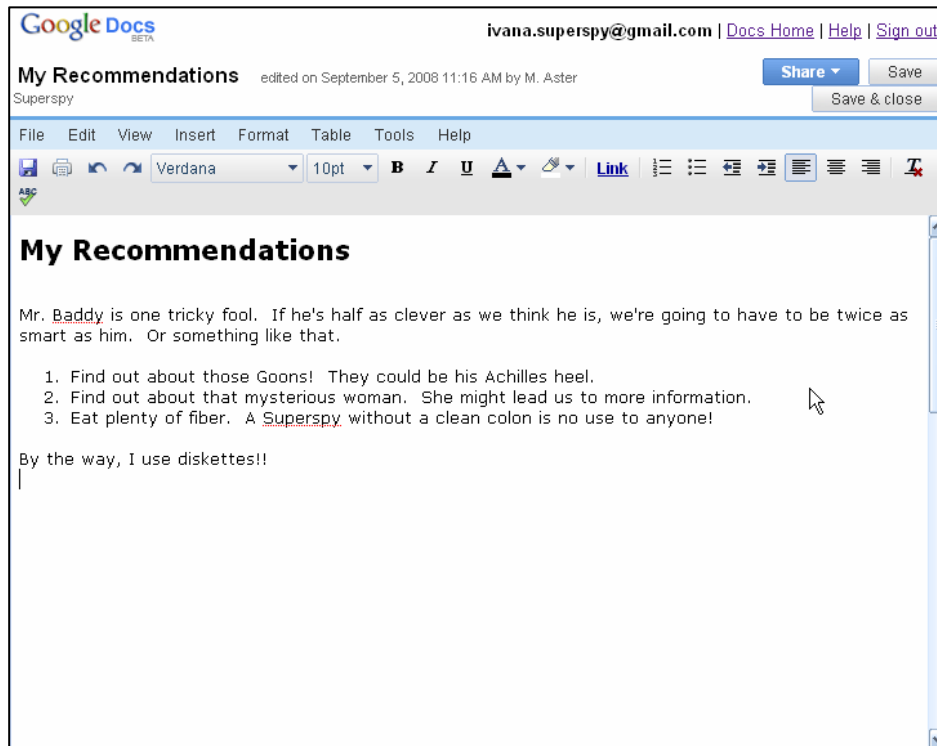 Google Docs
BETA
ivana.superspy@gmail.com | Docs Home | Help | Sign out
My Recommendations edited on September 5, 2008 11:16 AM by M. Aster
Share Save
Superspy
Save & close
File Edit View Insert Format Table Tools Help
Verdana 10pt B I U A Link T
ABC
My Recommendations
Mr. Baddy is one tricky fool. If he's half as clever as we think he is, we're going to have to be twice as
smart as him. Or something like that.
1. Find out about those Goons! They could be his Achilles heel.
2. Find out about that mysterious woman. She might lead us to more information.
3. Eat plenty of fiber. A Superspy without a clean colon is no use to anyone!
By the way, I use diskettes!!